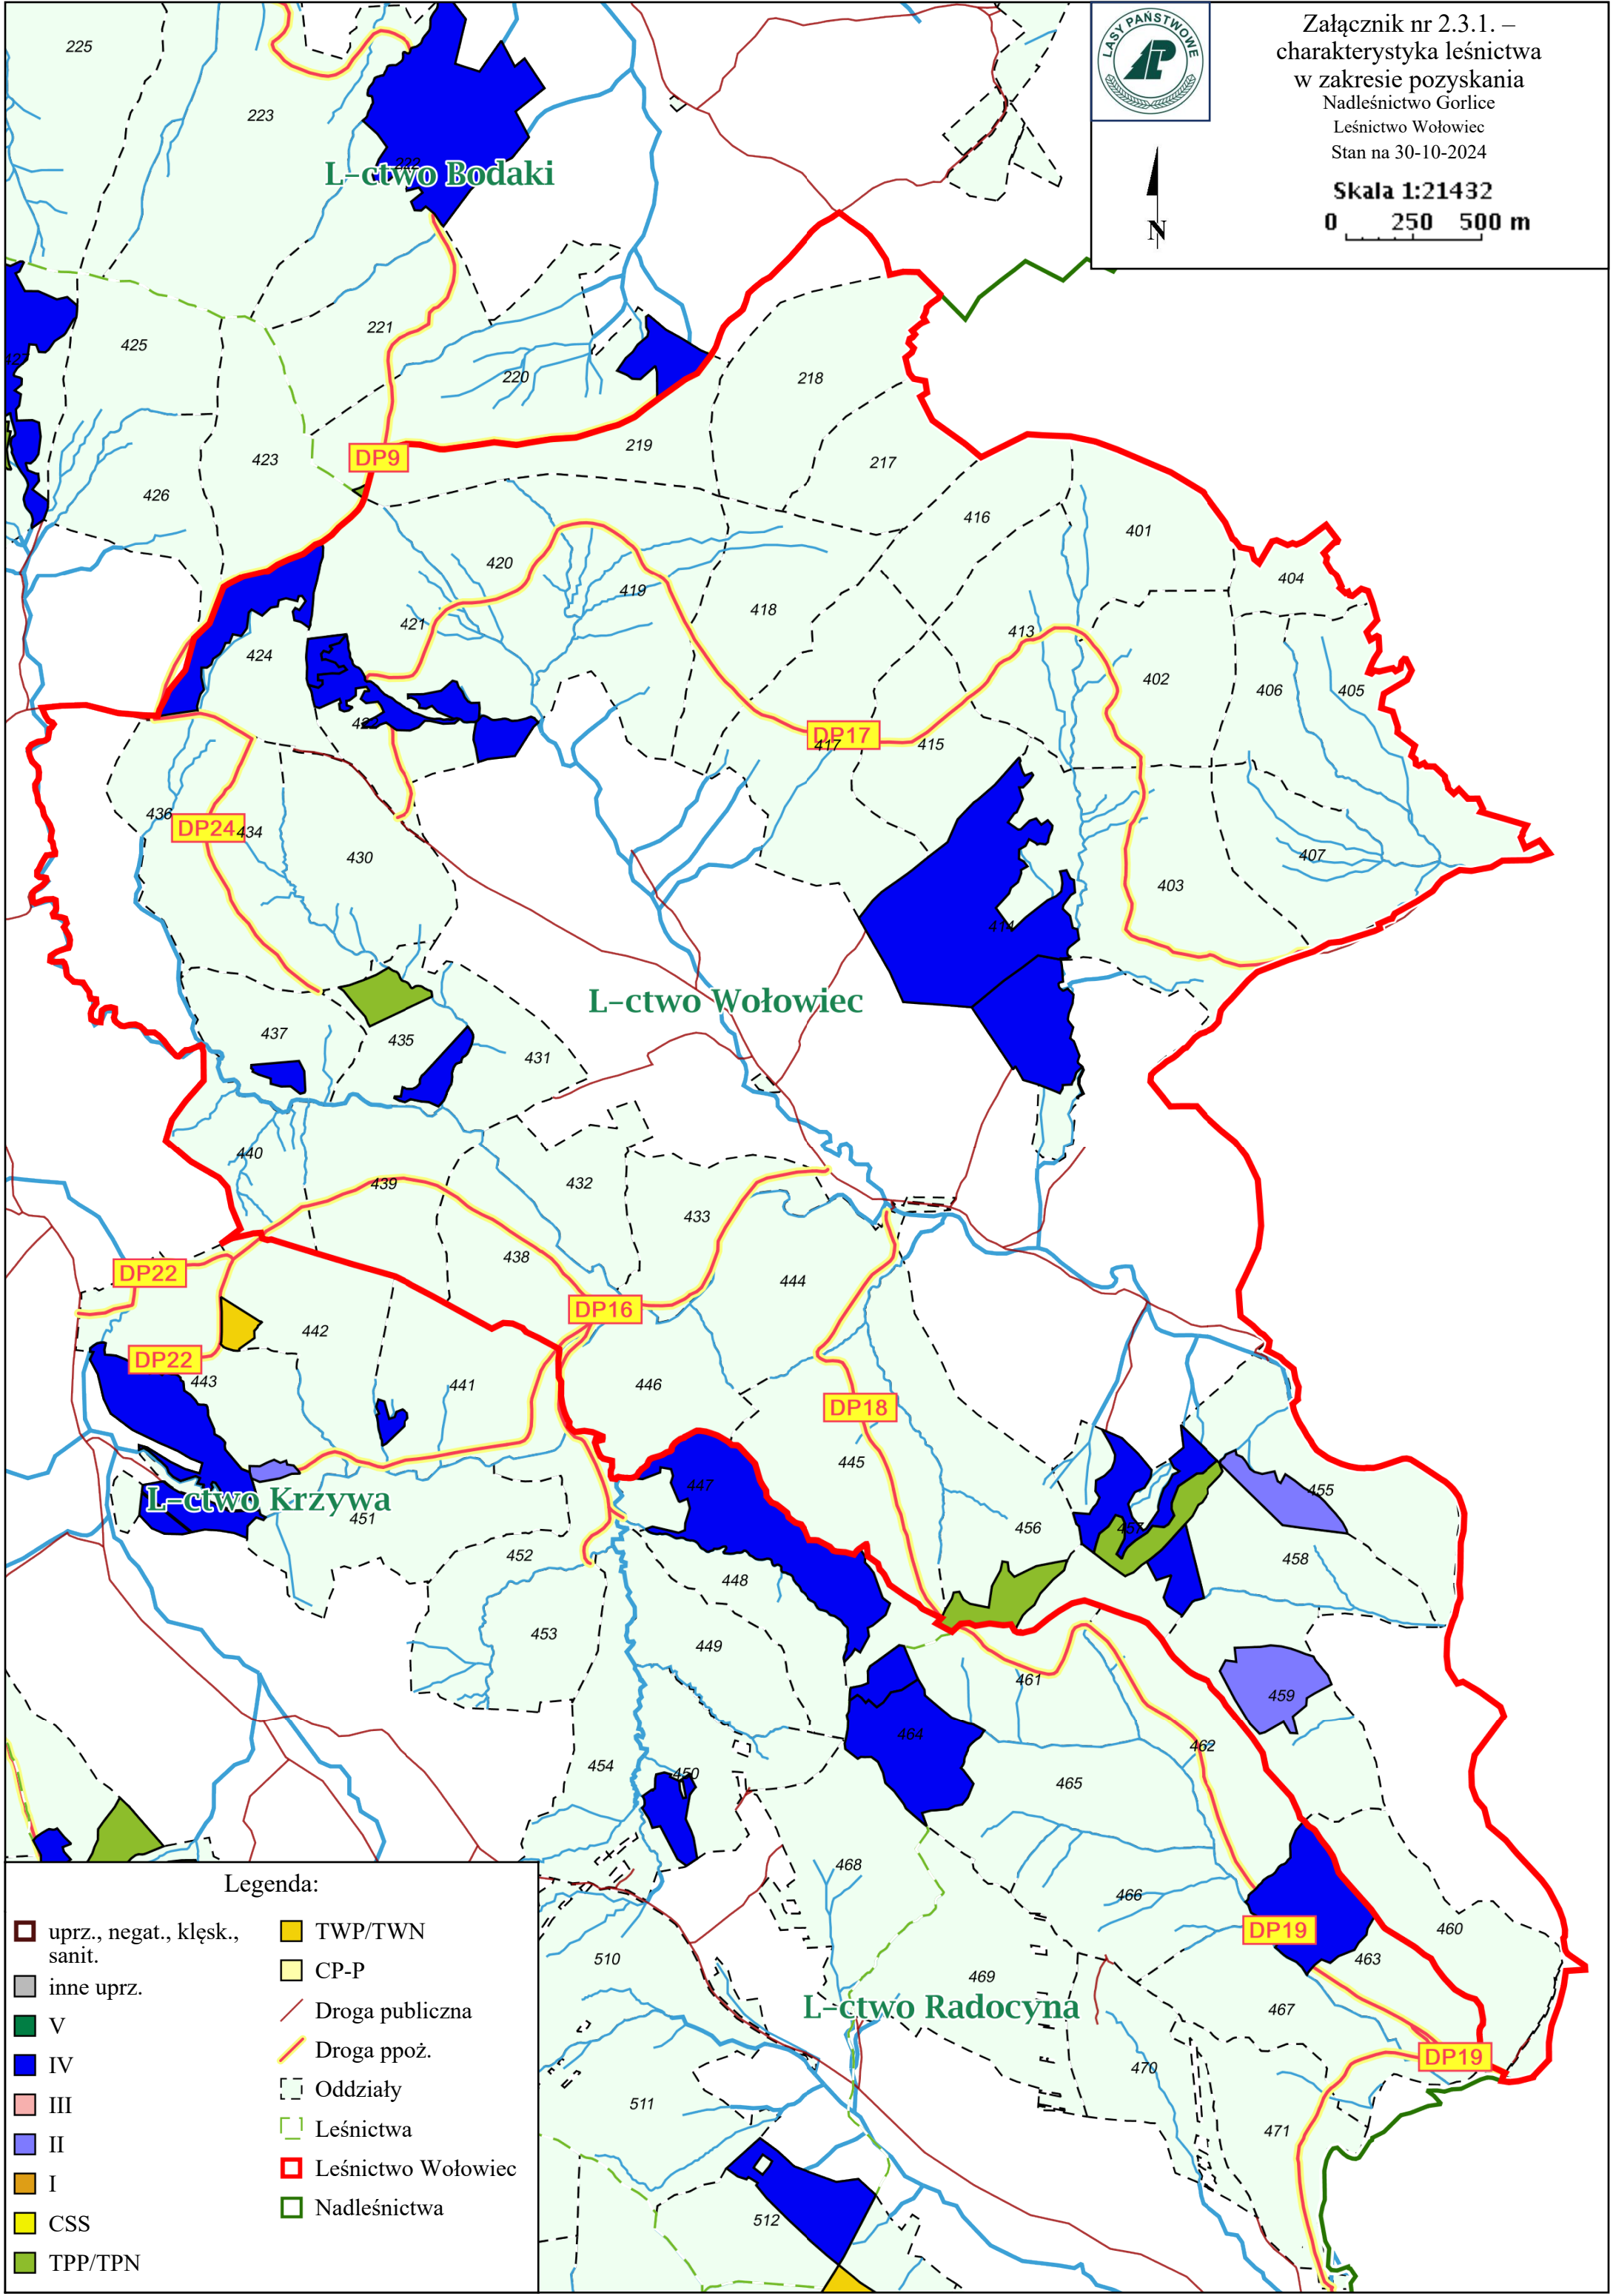 LASY PAŃSTWOWE
LP
Załącznik nr 2.3.1. –
charakterystyka leśnictwa
w zakresie pozyskania
Nadleśnictwo Gorlice
Leśnictwo Wołowiec
Stan na 30-10-2024
Skala 1:21432
0 250 500 m
N
225
223
222
L-ctwo Bodaki
221
425
427
220
218
423
DP9
219
217
426
416
401
420
404
419
418
421
413
424
402
406
405
422
DP17
417
415
436
DP24
434
430
407
403
414
L-ctwo Wołowiec
437
435
431
440
439
432
433
438
444
DP22
DP16
442
DP22
443
441
446
DP18
445
447
455
L-ctwo Krzywa
451
456
457
452
458
448
453
449
461
459
464
462
454
450
465
468
466
DP19
460
463
510
469
L-ctwo Radocyna
467
DP19
470
511
471
512
Legenda:
uprz., negat., klęsk.,
sanit.
inne uprz.
V
IV
III
II
I
CSS
TPP/TPN
TWP/TWN
CP-P
Droga publiczna
Droga ppoż.
Oddziały
Leśnictwa
Leśnictwo Wołowiec
Nadleśnictwa